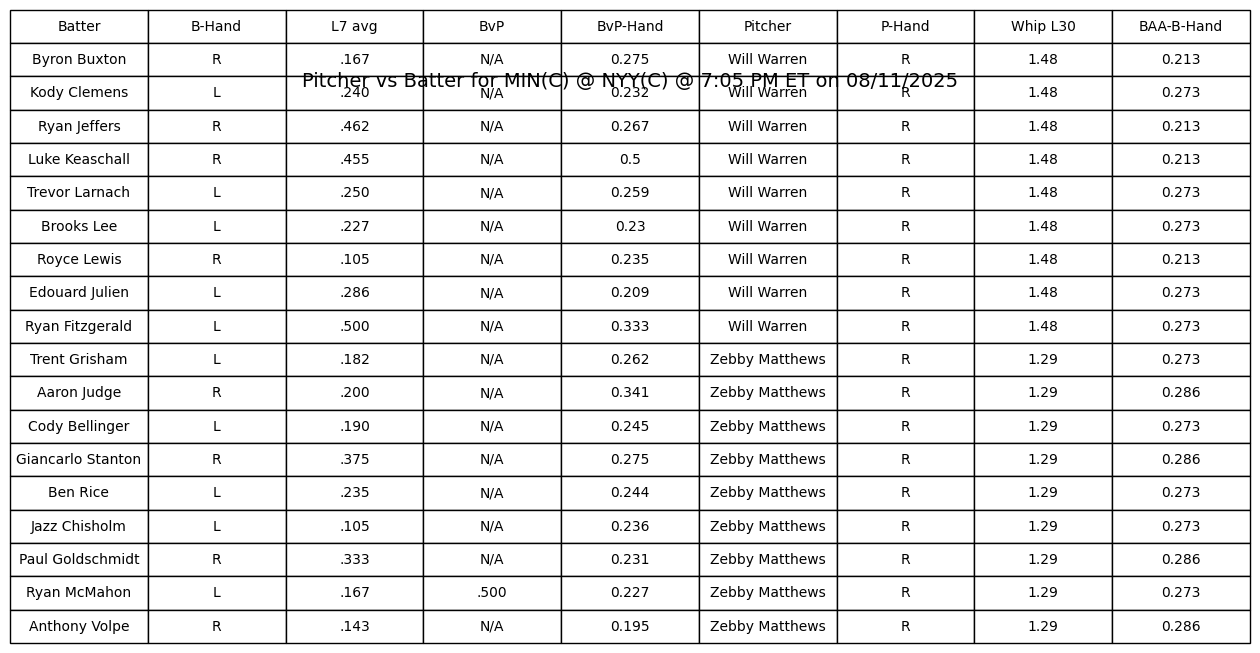 Batter B-Hand L7 avg BvP BvP-Hand Pitcher P-Hand Whip L30 BAA-B-Hand
Byron Buxton R .167 N/A 0.275 Will Warren R 1.48 0.213
Pitcher vs Batter for MIN(C) @ NYY(C) @ 7:05 PM ET on 08/11/2025
Kody Clemens L .240 N/A 0.232 Will Warren R 1.48 0.273
Ryan Jeffers R .462 N/A 0.267 Will Warren R 1.48 0.213
Luke Keaschall R .455 N/A 0.5 Will Warren R 1.48 0.213
Trevor Larnach L .250 N/A 0.259 Will Warren R 1.48 0.273
Brooks Lee L .227 N/A 0.23 Will Warren R 1.48 0.273
Royce Lewis R .105 N/A 0.235 Will Warren R 1.48 0.213
Edouard Julien L .286 N/A 0.209 Will Warren R 1.48 0.273
Ryan Fitzgerald L .500 N/A 0.333 Will Warren R 1.48 0.273
Trent Grisham L .182 N/A 0.262 Zebby Matthews R 1.29 0.273
Aaron Judge R .200 N/A 0.341 Zebby Matthews R 1.29 0.286
Cody Bellinger L .190 N/A 0.245 Zebby Matthews R 1.29 0.273
Giancarlo Stanton R .375 N/A 0.275 Zebby Matthews R 1.29 0.286
Ben Rice L .235 N/A 0.244 Zebby Matthews R 1.29 0.273
Jazz Chisholm L .105 N/A 0.236 Zebby Matthews R 1.29 0.273
Paul Goldschmidt R .333 N/A 0.231 Zebby Matthews R 1.29 0.286
Ryan McMahon L .167 .500 0.227 Zebby Matthews R 1.29 0.273
Anthony Volpe R .143 N/A 0.195 Zebby Matthews R 1.29 0.286